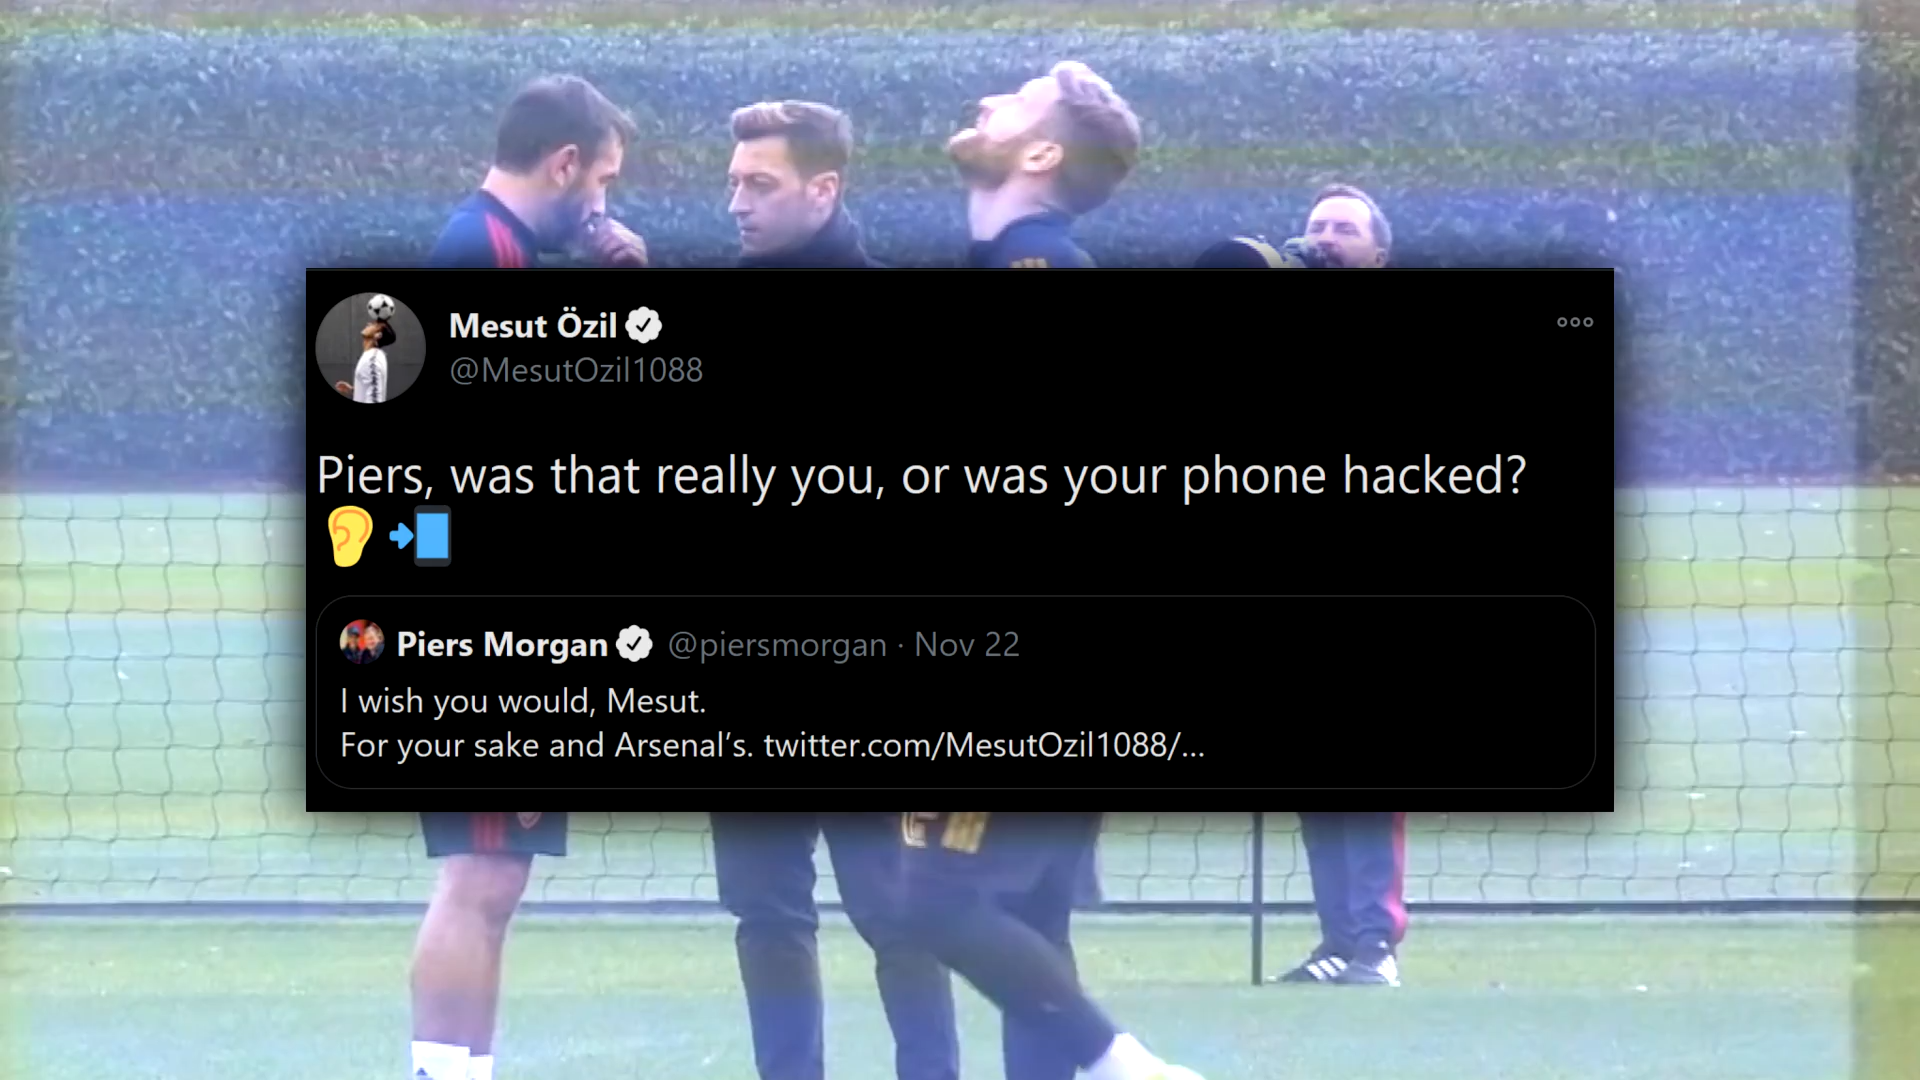 Mesut Özil
@MesutOzil1088
Piers, was that really you, or was your phone hacked?
Piers Morgan @piersmorgan · Nov 22
I wish you would, Mesut.
For your sake and Arsenal’s. twitter.com/MesutOzil1088/…